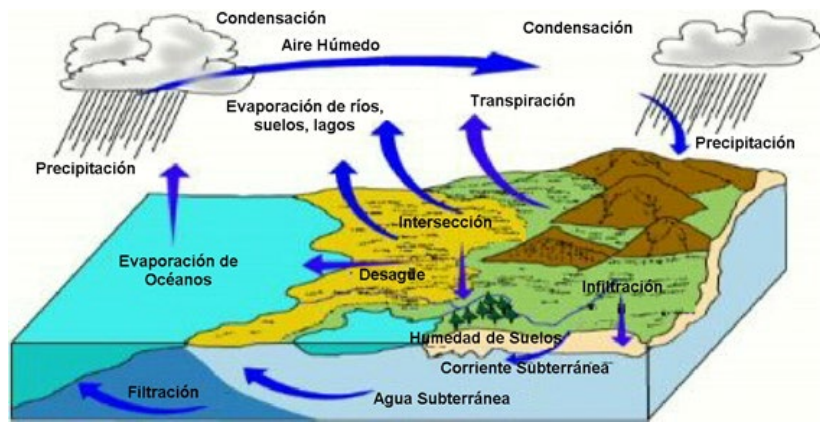 Condensación
Condensación
Aire Húmedo
Evaporación de ríos,
suelos, lagos
Transpiración
Precipitación
Precipitación
Intersección
Evaporación de
Océanos
Desague
Infiltración
Humedad de Suelos
Corriente Subterránea
Filtración
Agua Subterránea